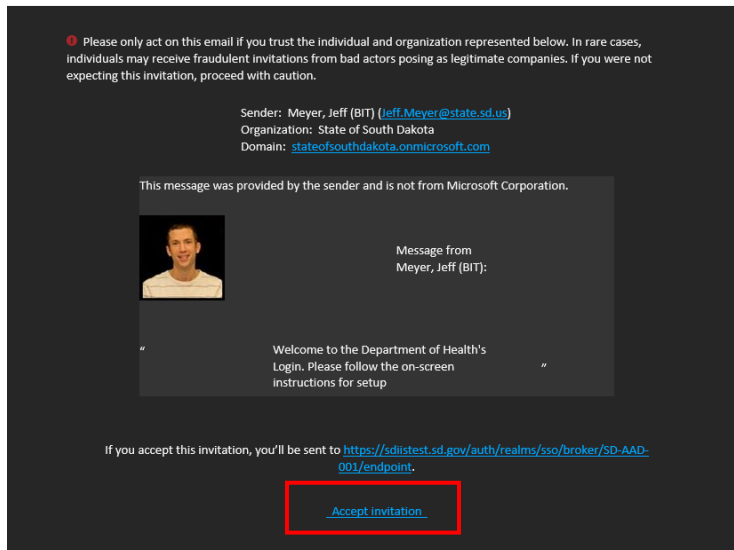 Please only act on this email if you trust the individual and organization represented below. In rare cases,
individuals may receive fraudulent invitations from bad actors posing as legitimate companies. If you were not
expecting this invitation, proceed with caution.
Sender: Meyer, Jeff (BIT) (Jeff.Meyer@state.sd.us)
Organization: State of South Dakota
Domain: stateofsouthdakota.onmicrosoft.com
This message was provided by the sender and is not from Microsoft Corporation.
Message from
Meyer, Jeff (BIT):
“ Welcome to the Department of Health's
Login. Please follow the on-screen ”
instructions for setup
If you accept this invitation, you’ll be sent to https://sdiistest.sd.gov/auth/realms/sso/broker/SD-AAD-
001/endpoint.
Accept invitation